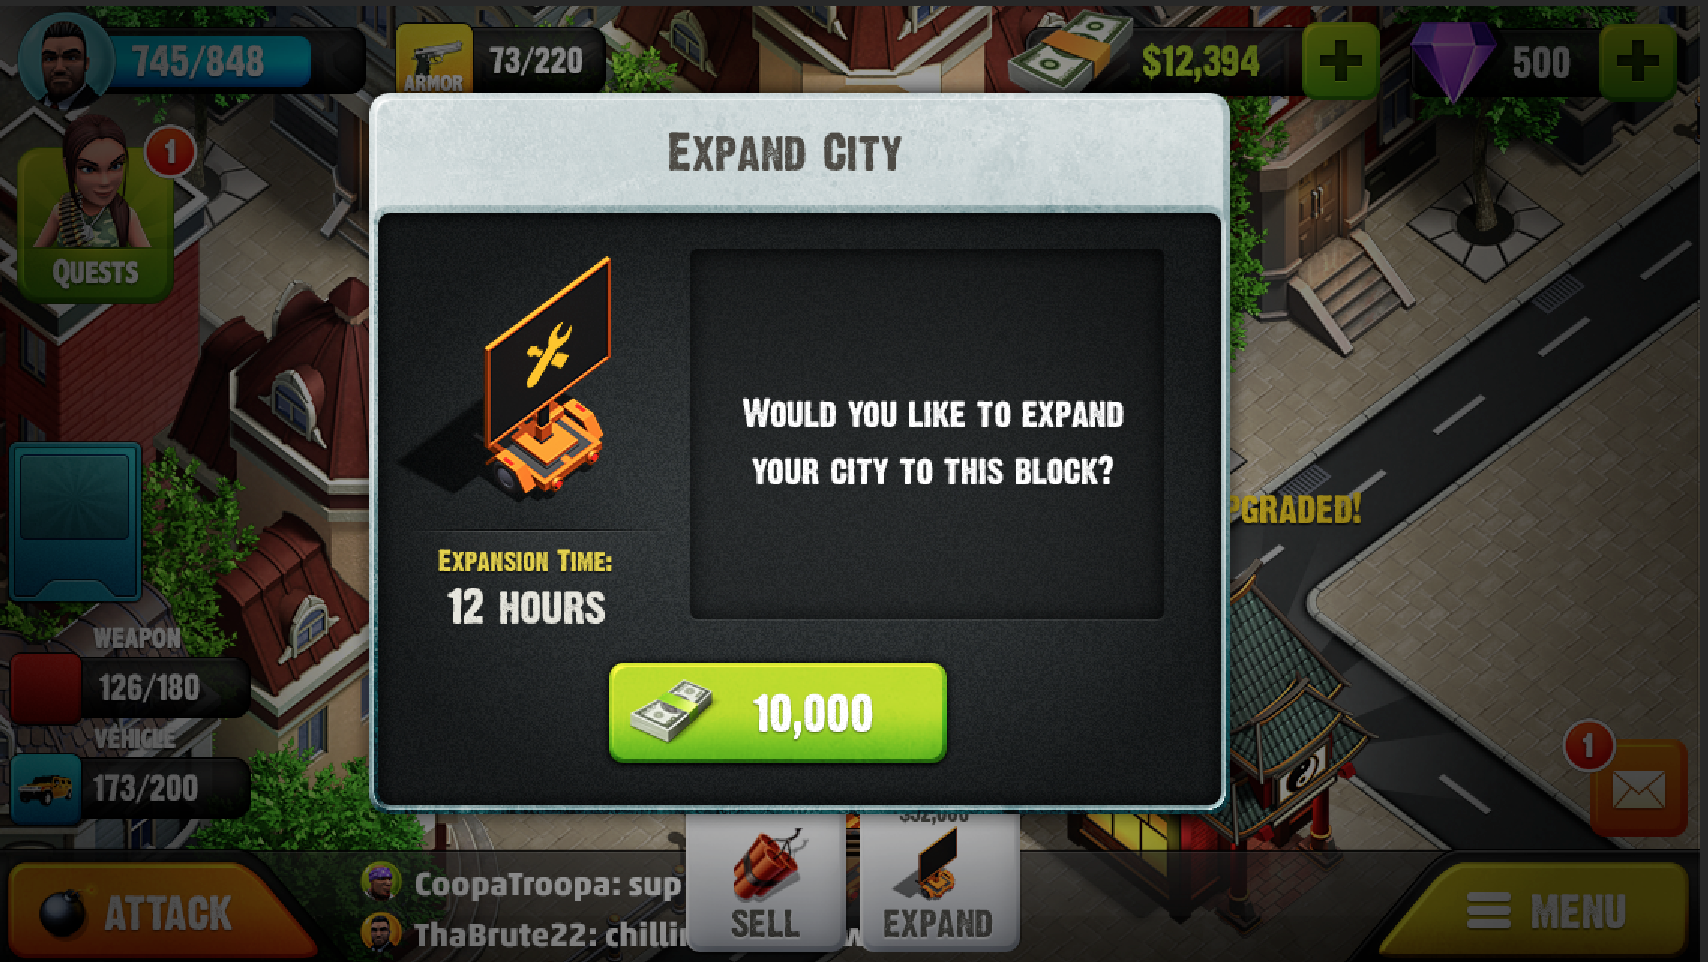 745/848
ARMOR
73/220
$12,394
500
1
QUESTS
EXPAND CITY
WOULD YOU LIKE TO EXPAND
YOUR CITY TO THIS BLOCK?
EXPANSION TIME:
12 HOURS
10,000
PGRADED!
WEAPON
126/180
VEHICLE
173/200
1
ATTACK
CoopaTroopa: sup
ThaBrute22: chillin
SELL
EXPAND
MENU